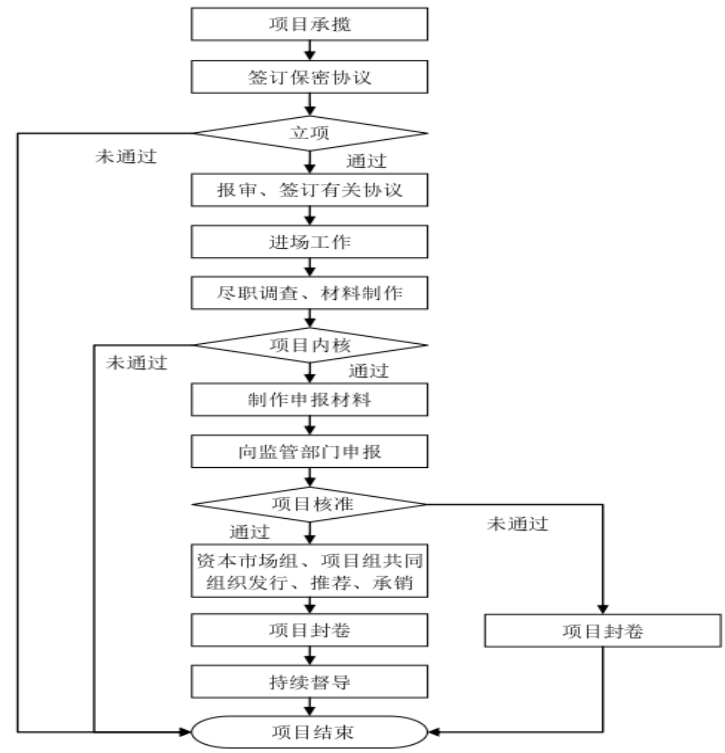 项目承揽
签订保密协议
立项
未通过
通过
报审、签订有关协议
进场工作
尽职调查、材料制作
项目内核
未通过
通过
制作申报材料
向监管部门申报
项目核准
通过
未通过
资本市场组、项目组共同
组织发行、推荐、承销
项目封卷
项目封卷
持续督导
项目结束